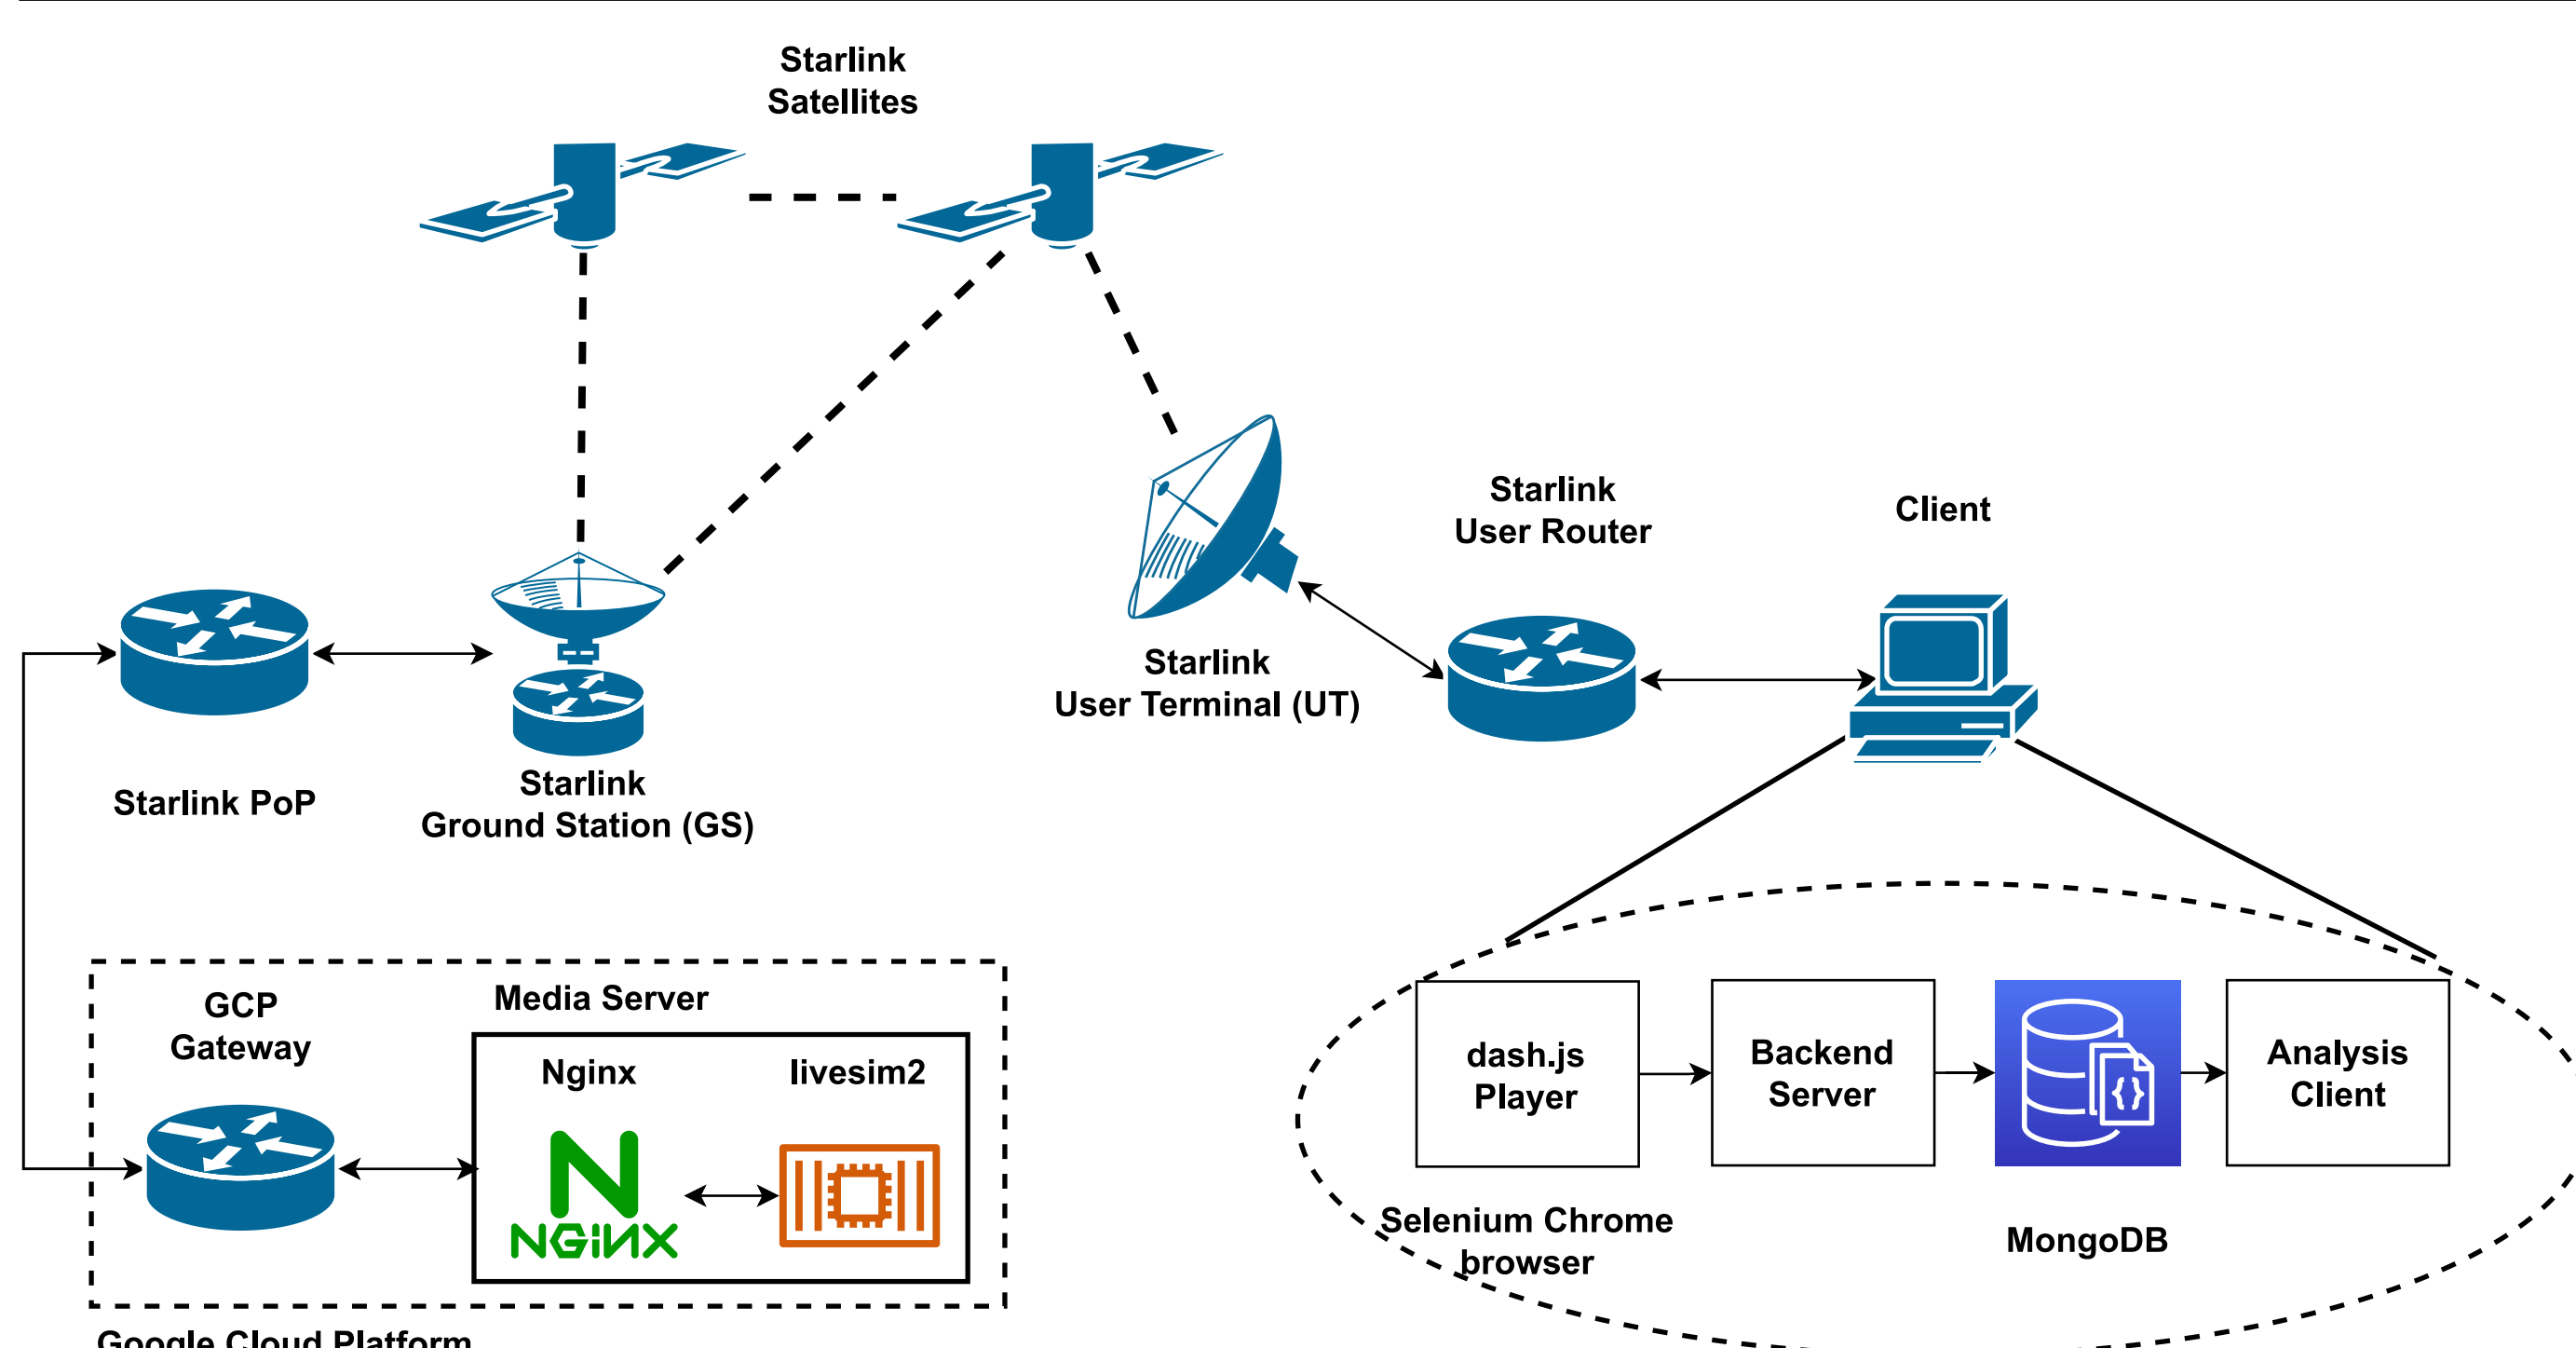 Starlink
Satellites
Starlink
User Router
Client
Starlink
User Terminal (UT)
Starlink PoP
Starlink
Ground Station (GS)
GCP
Gateway
Media Server
Nginx
livesim2
NGINX
dash.js
Player
Backend
Server
{}
Analysis
Client
Selenium Chrome
browser
MongoDB
Google Cloud Platform